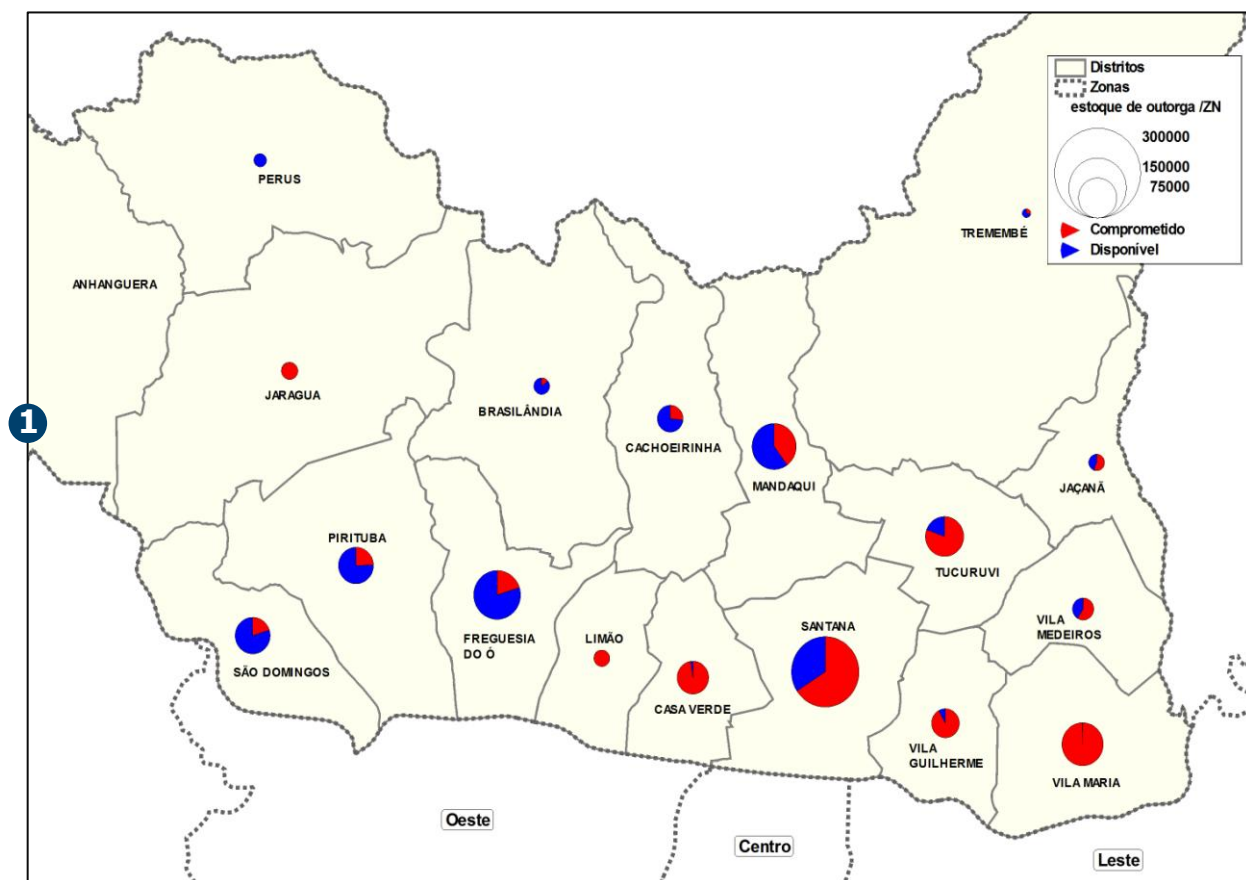 Distritos
Zonas
estoque de outorga /ZN
300000
150000
75000
Comprometido
Disponível
PERUS
TREMEMBÉ
ANHANGUERA
JARAGUA
BRASILÂNDIA
1
CACHOEIRINHA
MANDAQUI
JAÇANÃ
PIRITUBA
TUCURUVI
SÃO DOMINGOS
FREGUESIA
DO Ó
LIMÃO
SANTANA
VILA
MEDEIROS
CASA VERDE
VILA
GUILHERME
VILA MARIA
Oeste
Centro
Leste